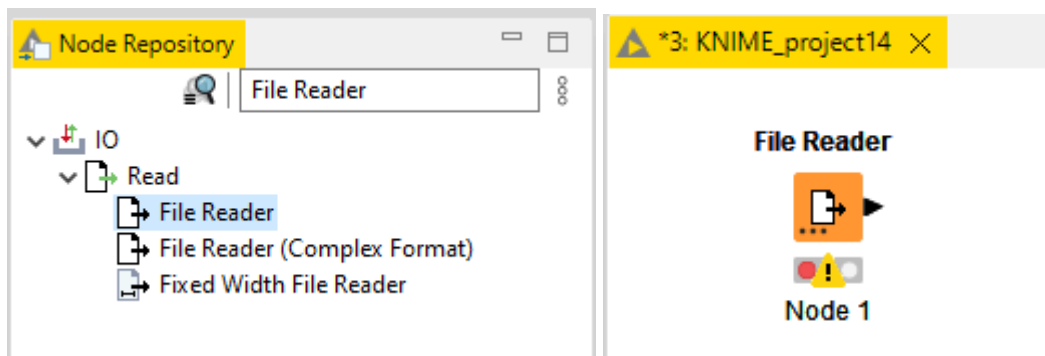 Node Repository
File Reader
IO
Read
File Reader
File Reader (Complex Format)
Fixed Width File Reader
*3: KNIME_project14
File Reader
Node 1